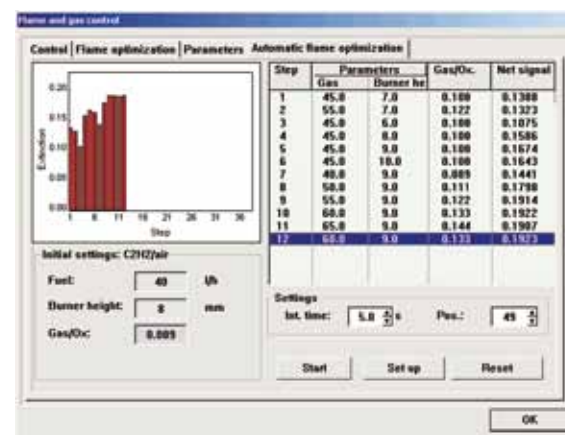 Flame and gas control
Control Flame optimization Parameters Automatic flame optimization
Extinction
0.20
0.15
0.10
0.05
0.00
1 6 11 16 21 26 31 36
Step
Step Parameters Gas/Ox. Net signal
Gas Burner he
1 45.0 7.0 0.100 0.1308
2 55.0 7.0 0.122 0.1323
3 45.0 6.0 0.100 0.1075
4 45.0 8.0 0.100 0.1586
5 45.0 9.0 0.100 0.1674
6 45.0 10.0 0.100 0.1643
7 40.0 9.0 0.089 0.1441
8 50.0 9.0 0.111 0.1798
9 55.0 9.0 0.122 0.1914
10 60.0 9.0 0.133 0.1922
11 65.0 9.0 0.144 0.1907
12 60.0 9.0 0.133 0.1923
Initial settings: C2H2/air
Fuel: 40 l/h
Burner height: 8 mm
Gas/Ox: 0.089
Settings
Int. time: 5.0 s Pos.: 49
Start Set up Reset
OK